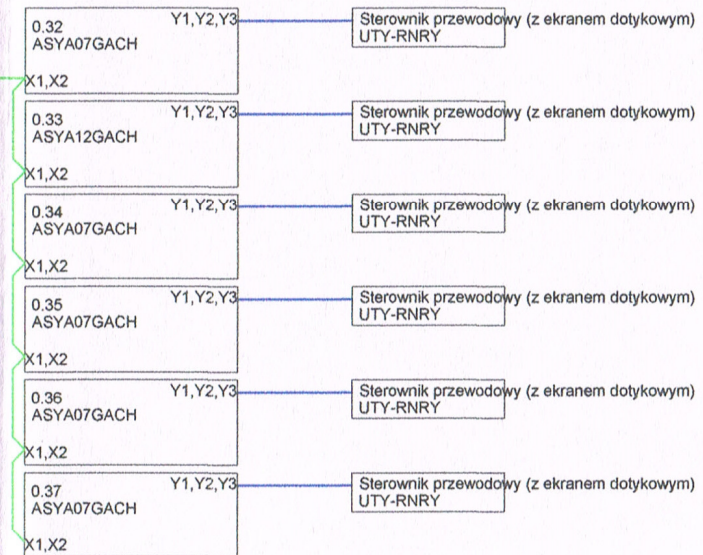 0.32 Y1,Y2,Y3 Sterownik przewodowy (z ekranem dotykowym)
ASYA07GACH UTY-RNRY
X1,X2
0.33 Y1,Y2,Y3 Sterownik przewodowy (z ekranem dotykowym)
ASYA12GACH UTY-RNRY
X1,X2
0.34 Y1,Y2,Y3 Sterownik przewodowy (z ekranem dotykowym)
ASYA07GACH UTY-RNRY
X1,X2
0.35 Y1,Y2,Y3 Sterownik przewodowy (z ekranem dotykowym)
ASYA07GACH UTY-RNRY
X1,X2
0.36 Y1,Y2,Y3 Sterownik przewodowy (z ekranem dotykowym)
ASYA07GACH UTY-RNRY
X1,X2
0.37 Y1,Y2,Y3 Sterownik przewodowy (z ekranem dotykowym)
ASYA07GACH UTY-RNRY
X1,X2